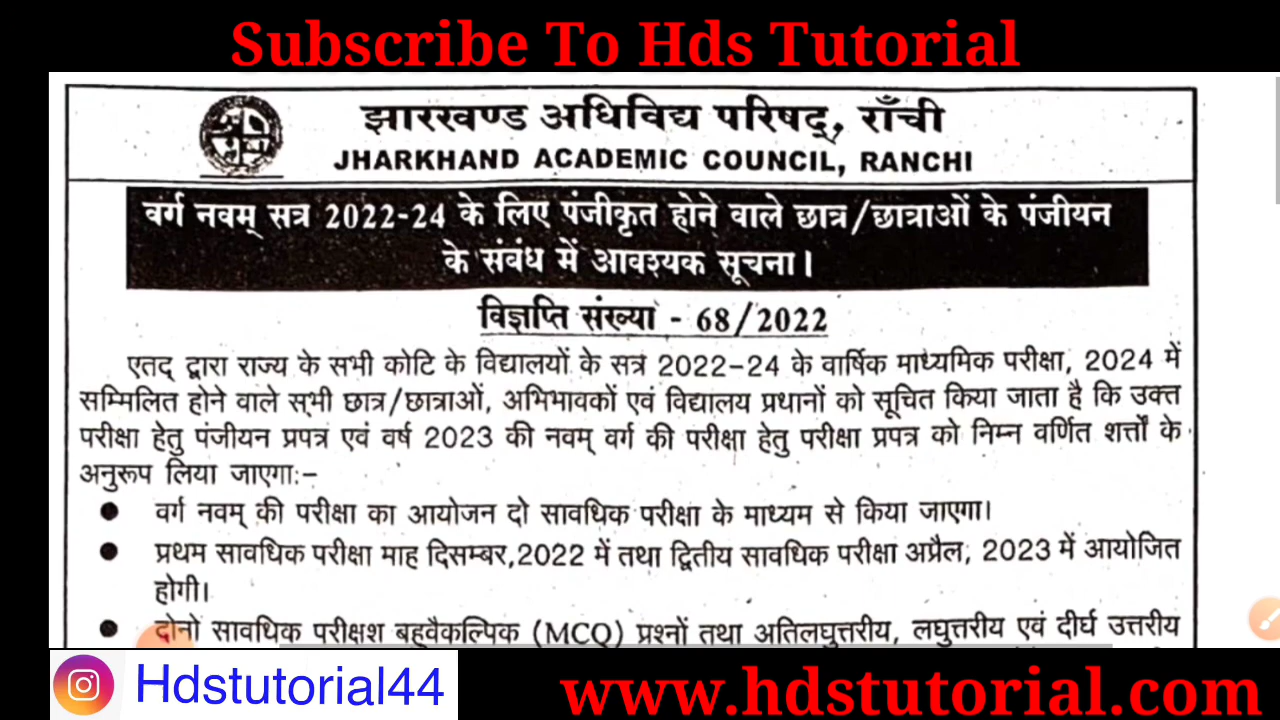 Subscribe To Hds Tutorial
झारखण्ड अधिविद्य परिषद्, राँची
JHARKHAND ACADEMIC COUNCIL, RANCHI
वर्ग नवम् सत्र 2022-24 के लिए पंजीकृत होने वाले छात्र/छात्राओं के पंजीयन
के संबंध में आवश्यक सूचना।
विज्ञप्ति संख्या - 68/2022
एतद् द्वारा राज्य के सभी कोटि के विद्यालयों के सत्र 2022-24 के वार्षिक माध्यमिक परीक्षा, 2024 में
सम्मिलित होने वाले सभी छात्र/छात्राओं, अभिभावकों एवं विद्यालय प्रधानों को सूचित किया जाता है कि उक्त
परीक्षा हेतु पंजीयन प्रपत्र एवं वर्ष 2023 की नवम् वर्ग की परीक्षा हेतु परीक्षा प्रपत्र को निम्न वर्णित शर्त्तों के
अनुरूप लिया जाएगा:-
● वर्ग नवम् की परीक्षा का आयोजन दो सावधिक परीक्षा के माध्यम से किया जाएगा।
● प्रथम सावधिक परीक्षा माह दिसम्बर,2022 में तथा द्वितीय सावधिक परीक्षा अप्रैल, 2023 में आयोजित
होगी।
● दोनो सावधिक परीक्षश बहुवैकल्पिक (MCQ) प्रश्नों तथा अतिलघुत्तरीय, लघुत्तरीय एवं दीर्घ उत्तरीय
Hdstutorial44
www.hdstutorial.com